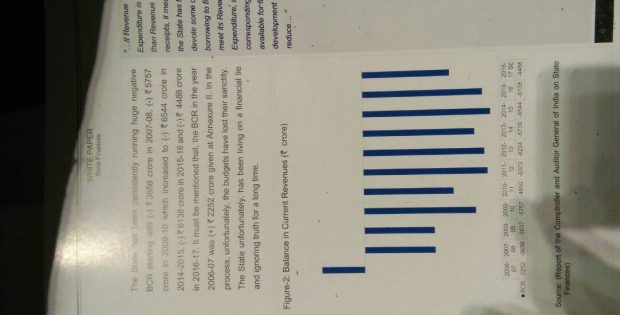 WHITE PAPER
State Finances
The State has been persistently running huge negative
BCR starting with (-) ₹ 3656 crore in 2007-08, (-) ₹ 5757
crore in 2009-10 which increased to (-) ₹ 6544 crore in
2014-2015, (-) ₹ 6138 crore in 2015-16 and (-) ₹ 4488 crore
in 2016-17. It must be mentioned that, the BCR in the year
2006-07 was (+) ₹ 2252 crore given at Annexure II. In the
process, unfortunately, the budgets have lost their sanctity.
The State unfortunately, has been living on a financial lie
and ignoring truth for a long time.
Figure-2: Balance in Current Revenues (₹ crore)
2006- 2007- 2008- 2009- 2010- 2011- 2012- 2013- 2014- 2015- 2016-
07 08 09 10 11 12 13 14 15 16 17 BE
BCR 2252 -3656 -3637 -5757 -4650 -6373 -6204 -5739 -6544 -6138 -4488
Source: (Report of the Comptroller and Auditor General of India on State
Finances)
"...If Revenue
Expenditure is
than Revenue
receipts, it mea
the State has t
devote some o
borrowing to fi
meet its Reven
Expenditure, a
corresponding
available for fi
development
reduce..."